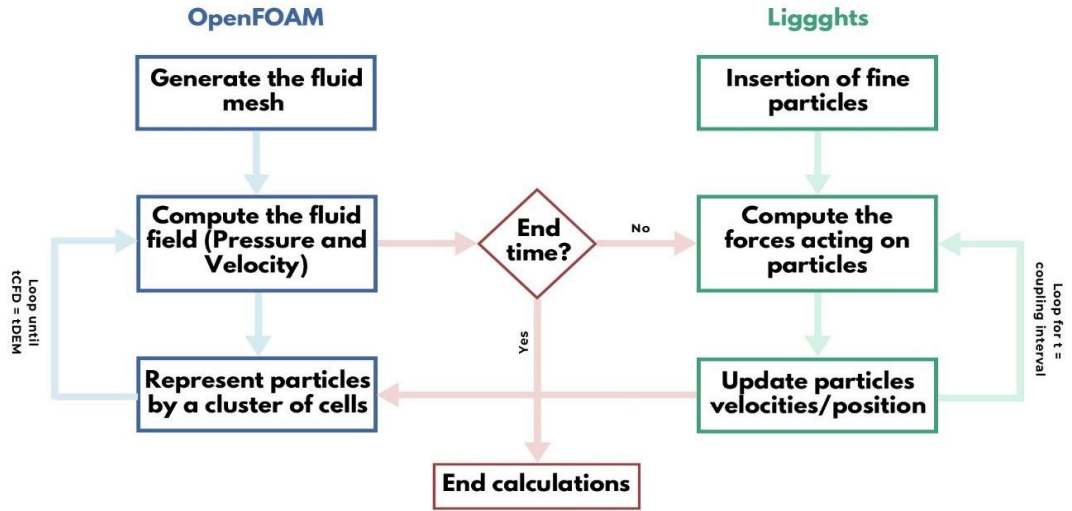 OpenFOAM
Liggghts
Generate the fluid
mesh
Insertion of fine
particles
Compute the fluid
field (Pressure and
Velocity)
End
time?
No
Compute the
forces acting on
particles
Loop until
tCFD = tDEM
Yes
Loop for t =
coupling interval
Represent particles
by a cluster of cells
Update particles
velocities/position
End calculations